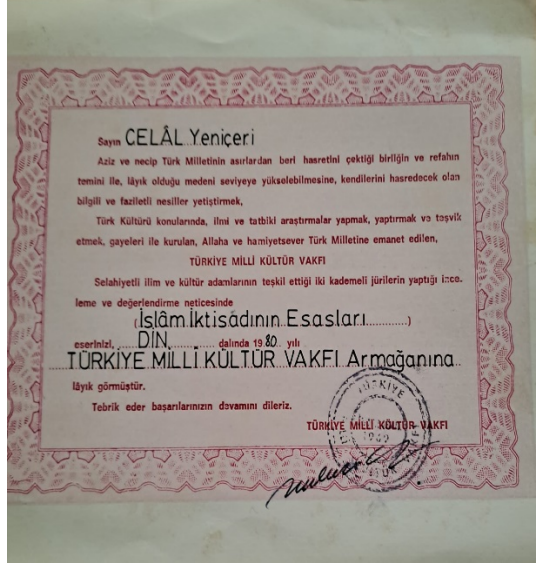 Sayın CELÂL Yeniçeri
Aziz ve necip Türk Milletinin asırlardan beri hasretini çektiği birliğin ve refahın
temini ile, lâyık olduğu medeni seviyeye yükselebilmesine, kendilerini hasredecek olan
bilgili ve faziletli nesiller yetiştirmek,
Türk Kültürü konularında, ilmi ve tatbiki araştırmalar yapmak, yaptırmak ve teşvik
etmek, gayeleri ile kurulan, Allaha ve hamiyetsever Türk Milletine emanet edilen,
TÜRKİYE MİLLİ KÜLTÜR VAKFI
Selahiyetli ilim ve kültür adamlarının teşkil ettiği iki kademeli jürilerin yaptığı ince.
leme ve değerlendirme neticesinde
(İslâm İktisâdının Esasları............)
eserinizi, DİN............ dalında 1980 yılı
TÜRKİYE MİLLİ KÜLTÜR VAKFI Armağanına
lâyık görmüştür.
Tebrik eder başarılarınızın devamını dileriz.
TÜRKİYE MİLLİ KÜLTÜR VAKFI
TÜRKİYE